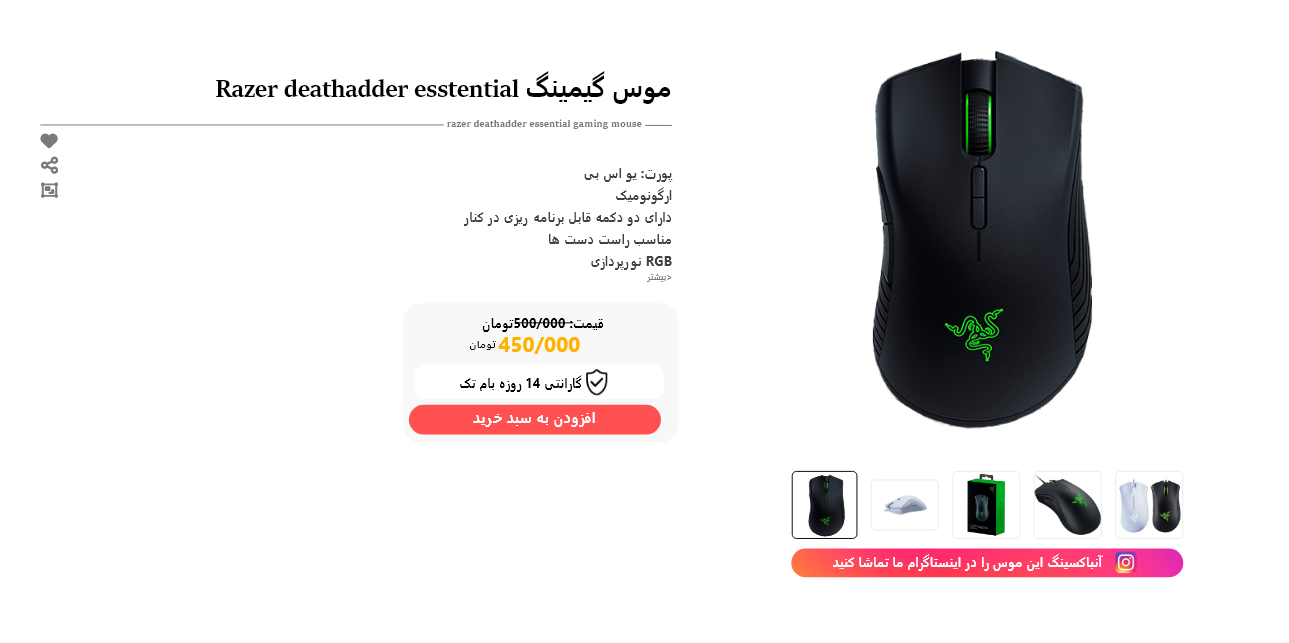 موس گیمینگ Razer deathadder esstential
razer deathadder essential gaming mouse
پورت: یو اس بی
ارگونومیک
دارای دو دکمه قابل برنامه ریزی در کنار
مناسب راست دست ها
RGB نورپردازی
بیشتر>
قیمت: 500/000تومان
450/000 تومان
گارانتی 14 روزه بام تک
افزودن به سبد خرید
آنباکسینگ این موس را در اینستاگرام ما تماشا کنید